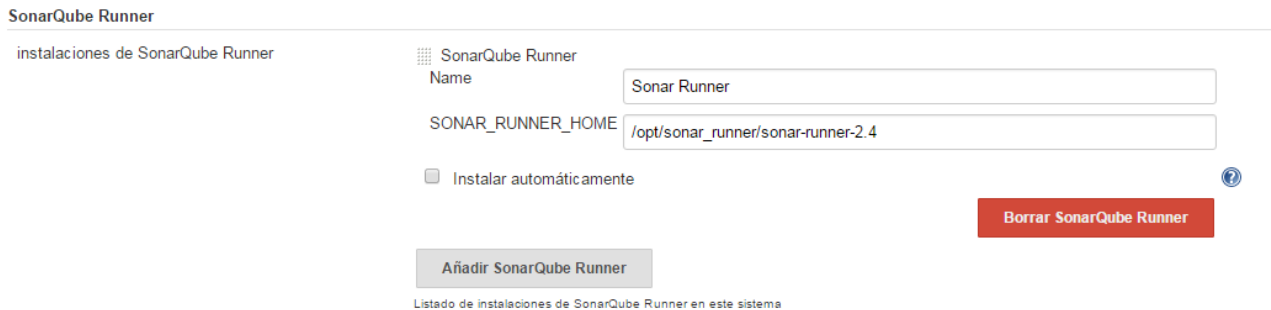 SonarQube Runner
instalaciones de SonarQube Runner
SonarQube Runner
Name
Sonar Runner
SONAR_RUNNER_HOME
/opt/sonar_runner/sonar-runner-2.4
Instalar automáticamente
?
Borrar SonarQube Runner
Añadir SonarQube Runner
Listado de instalaciones de SonarQube Runner en este sistema